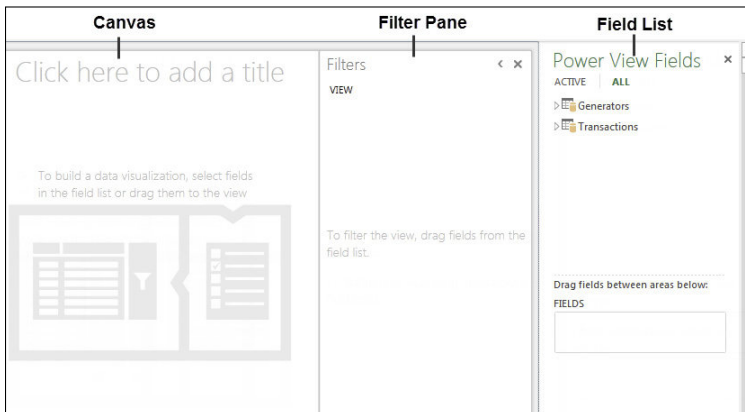 Canvas
Filter Pane
Field List
Click here to add a title
To build a data visualization, select fields
in the field list or drag them to the view
Filters
VIEW
To filter the view, drag fields from the
field list.
Power View Fields
ACTIVE ALL
Generators
Transactions
Drag fields between areas below:
FIELDS